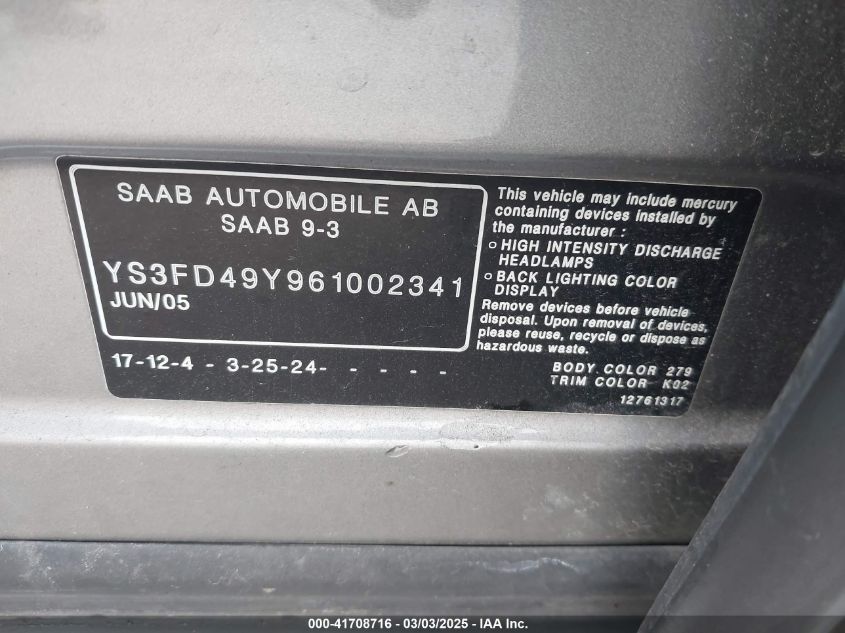 SAAB AUTOMOBILE AB
SAAB 9-3
YS3FD49Y961002341
JUN/05
17-12-4 - 3-25-24- - - - -
This vehicle may include mercury
containing devices installed by
the manufacturer :
o HIGH INTENSITY DISCHARGE
HEADLAMPS
o BACK LIGHTING COLOR
DISPLAY
Remove devices before vehicle
disposal. Upon removal of devices,
please reuse, recycle or dispose as
hazardous waste.
BODY COLOR 279
TRIM COLOR K02
12761317
000-41708716 - 03/03/2025 - IAA Inc.